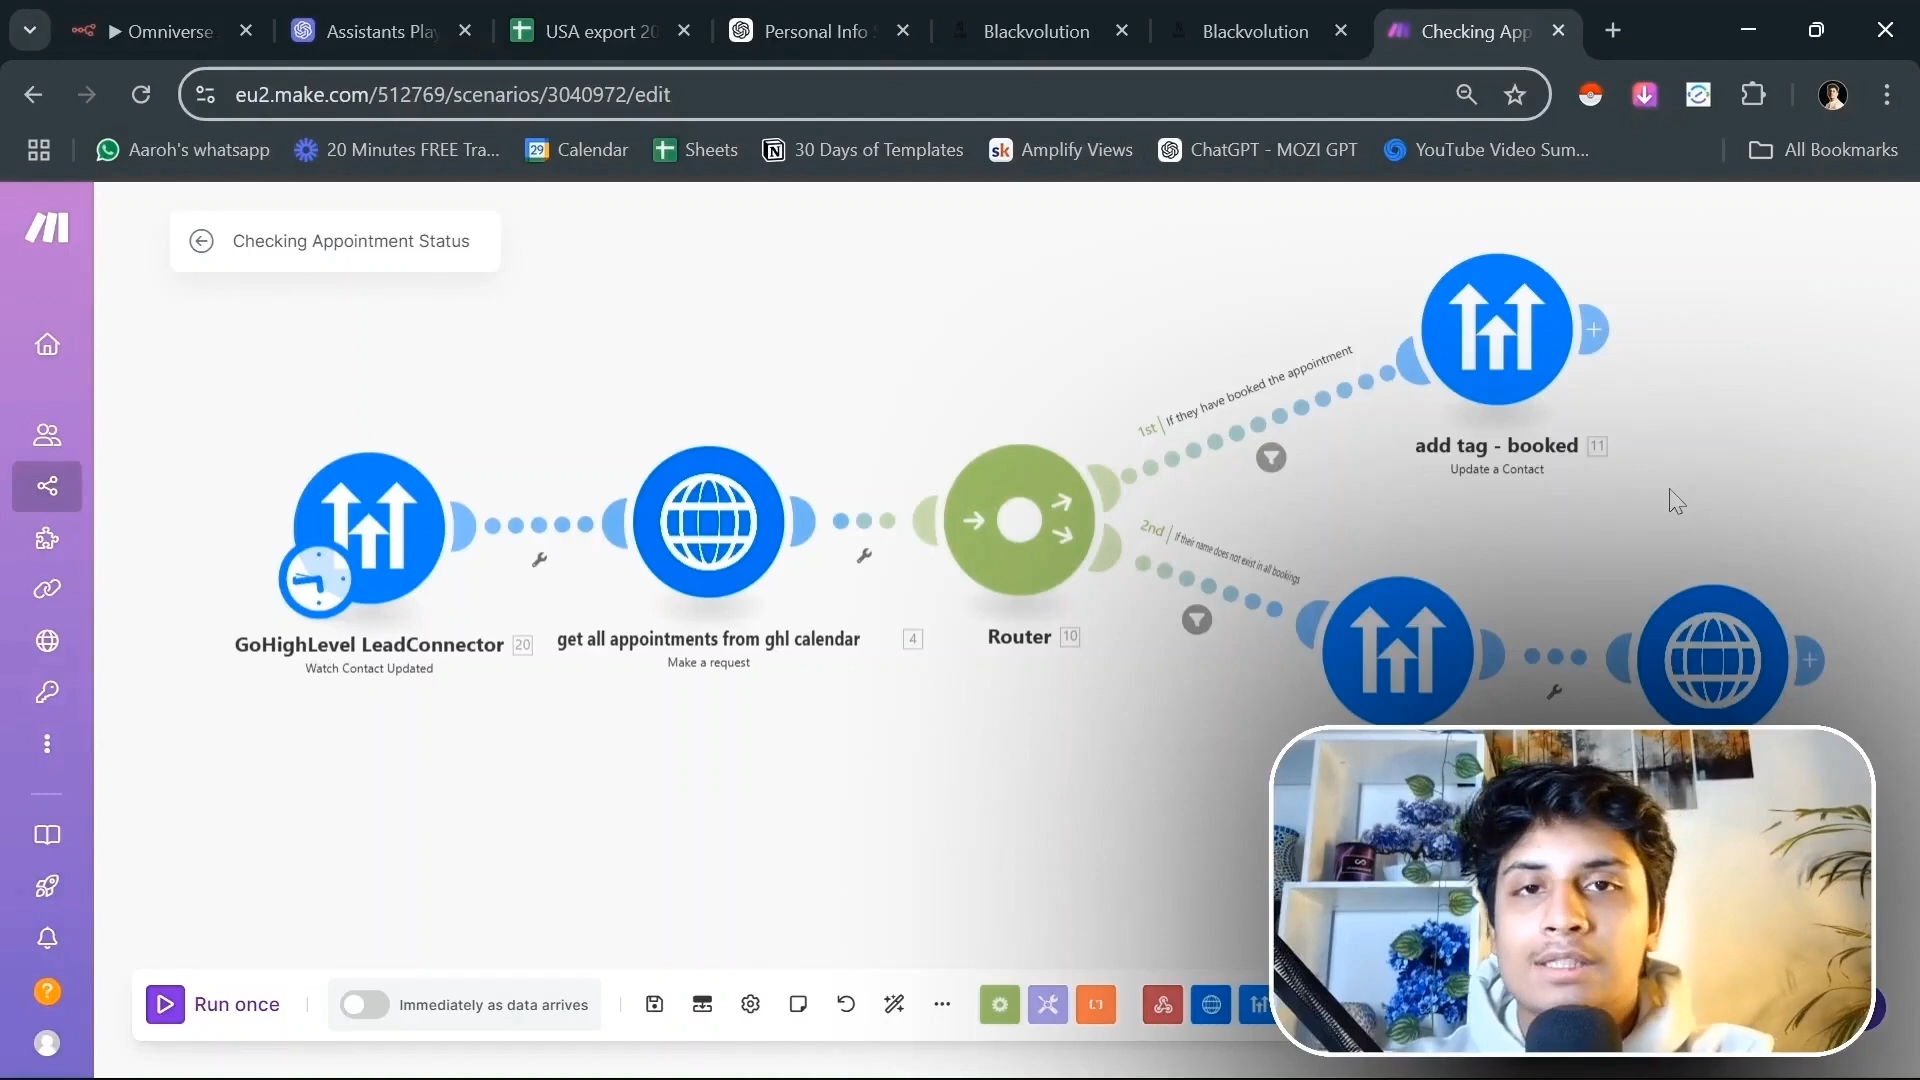 Omniverse
Assistants Play
USA export 20
Personal Info S
Blackvolution
Blackvolution
Checking App
eu2.make.com/512769/scenarios/3040972/edit
Aaroh's whatsapp
20 Minutes FREE Tra...
29
Calendar
Sheets
30 Days of Templates
sk
Amplify Views
ChatGPT - MOZI GPT
YouTube Video Sum...
All Bookmarks
Checking Appointment Status
1st
If they have booked the appointment
add tag - booked
11
Update a Contact
2nd
If their name does not exist in all bookings
GoHighLevel LeadConnector
20
Watch Contact Updated
get all appointments from ghl calendar
4
Make a request
Router
10
Run once
Immediately as data arrives